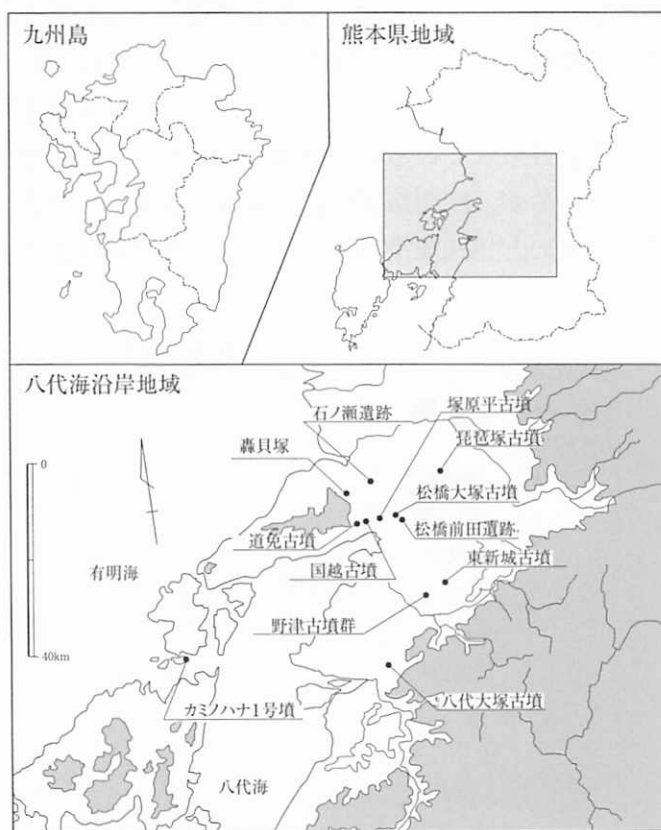 九州島
熊本県地域
八代海沿岸地域
石ノ瀬遺跡
塚原平古墳
轟貝塚
琵琶塚古墳
松橋大塚古墳
道免古墳
松橋前田遺跡
国越古墳
東新城古墳
有明海
野津古墳群
八代大塚古墳
カミノハナ1号墳
八代海
0
40km